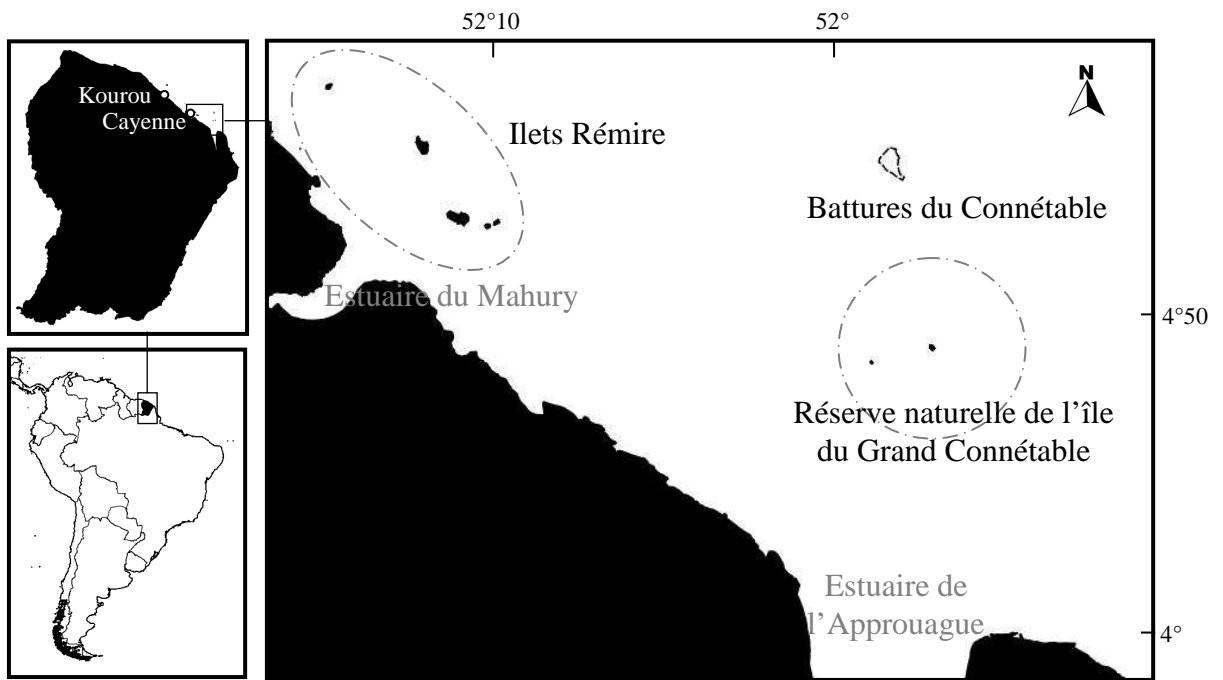 52°10
52°
N
Kourou
Cayenne
Ilets Rémire
Battures du Connétable
Estuaire du Mahury
4°50
Réserve naturelle de l'île
du Grand Connétable
Estuaire de
l'Approuague
4°